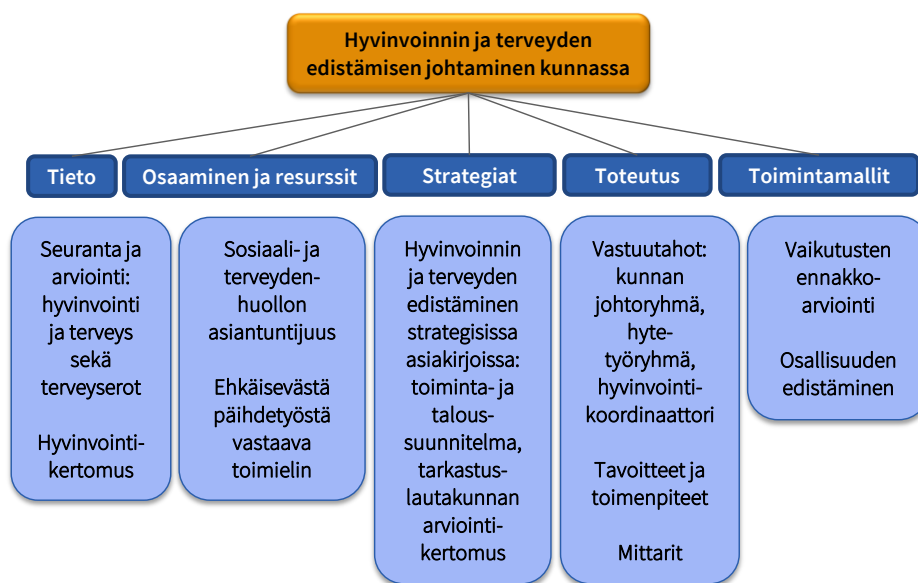 Hyvinvoinnin ja terveyden
edistämisen johtaminen kunnassa
Tieto
Osaaminen ja resurssit
Strategiat
Toteutus
Toimintamallit
Seuranta ja
arviointi:
hyvinvointi
ja terveys
sekä
terveyserot
Hyvinvointi-
kertomus
Sosiaali- ja
terveyden-
huollon
asiantuntijuus
Ehkäisevästä
päihdetyöstä
vastaava
toimielin
Hyvinvoinnin
ja terveyden
edistäminen
strategisissa
asiakirjoissa:
toiminta- ja
talous-
suunnitelma,
tarkastus-
lautakunnan
arviointi-
kertomus
Vastuutahot:
kunnan
johtoryhmä,
hyte-
työryhmä,
hyvinvointi-
koordinaattori
Tavoitteet ja
toimenpiteet
Mittarit
Vaikutusten
ennakko-
arviointi
Osallisuuden
edistäminen